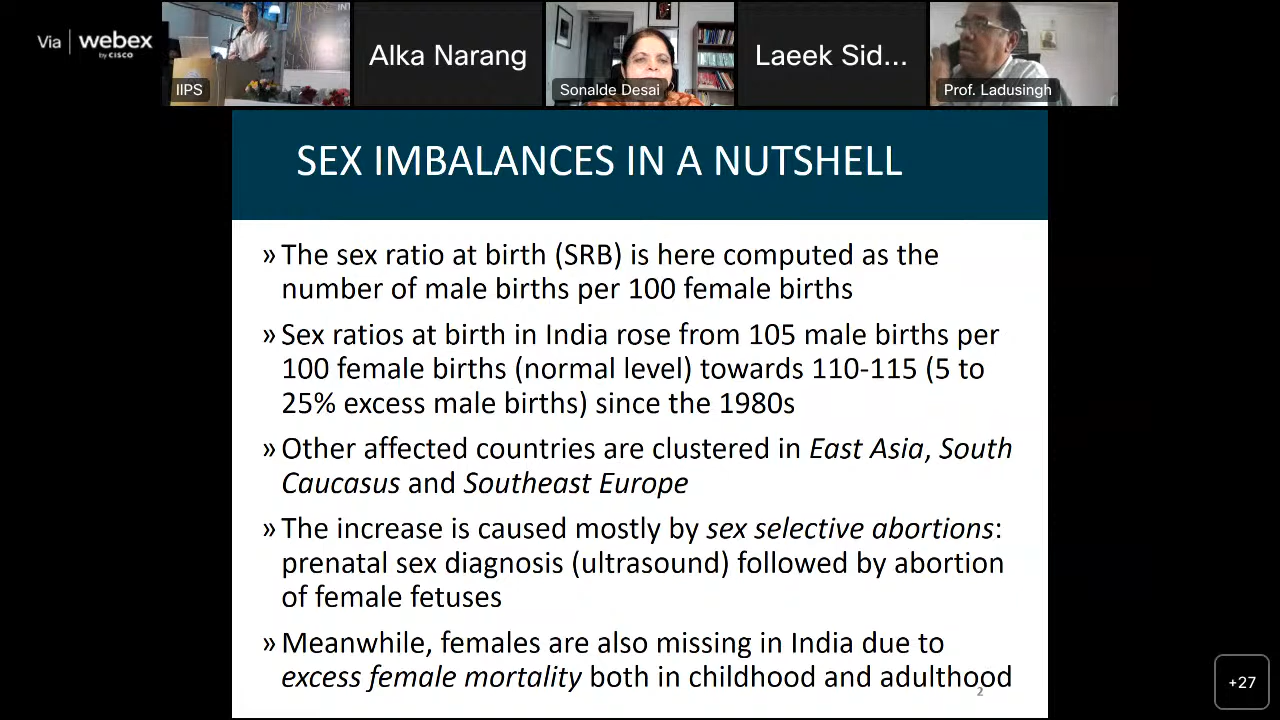 Via webex
by CISCO
IIPS
Alka Narang
Sonalde Desai
Laeek Sid...
Prof. Ladusingh
SEX IMBALANCES IN A NUTSHELL
» The sex ratio at birth (SRB) is here computed as the
number of male births per 100 female births
» Sex ratios at birth in India rose from 105 male births per
100 female births (normal level) towards 110-115 (5 to
25% excess male births) since the 1980s
» Other affected countries are clustered in East Asia, South
Caucasus and Southeast Europe
» The increase is caused mostly by sex selective abortions:
prenatal sex diagnosis (ultrasound) followed by abortion
of female fetuses
» Meanwhile, females are also missing in India due to
excess female mortality both in childhood and adulthood
2
+27